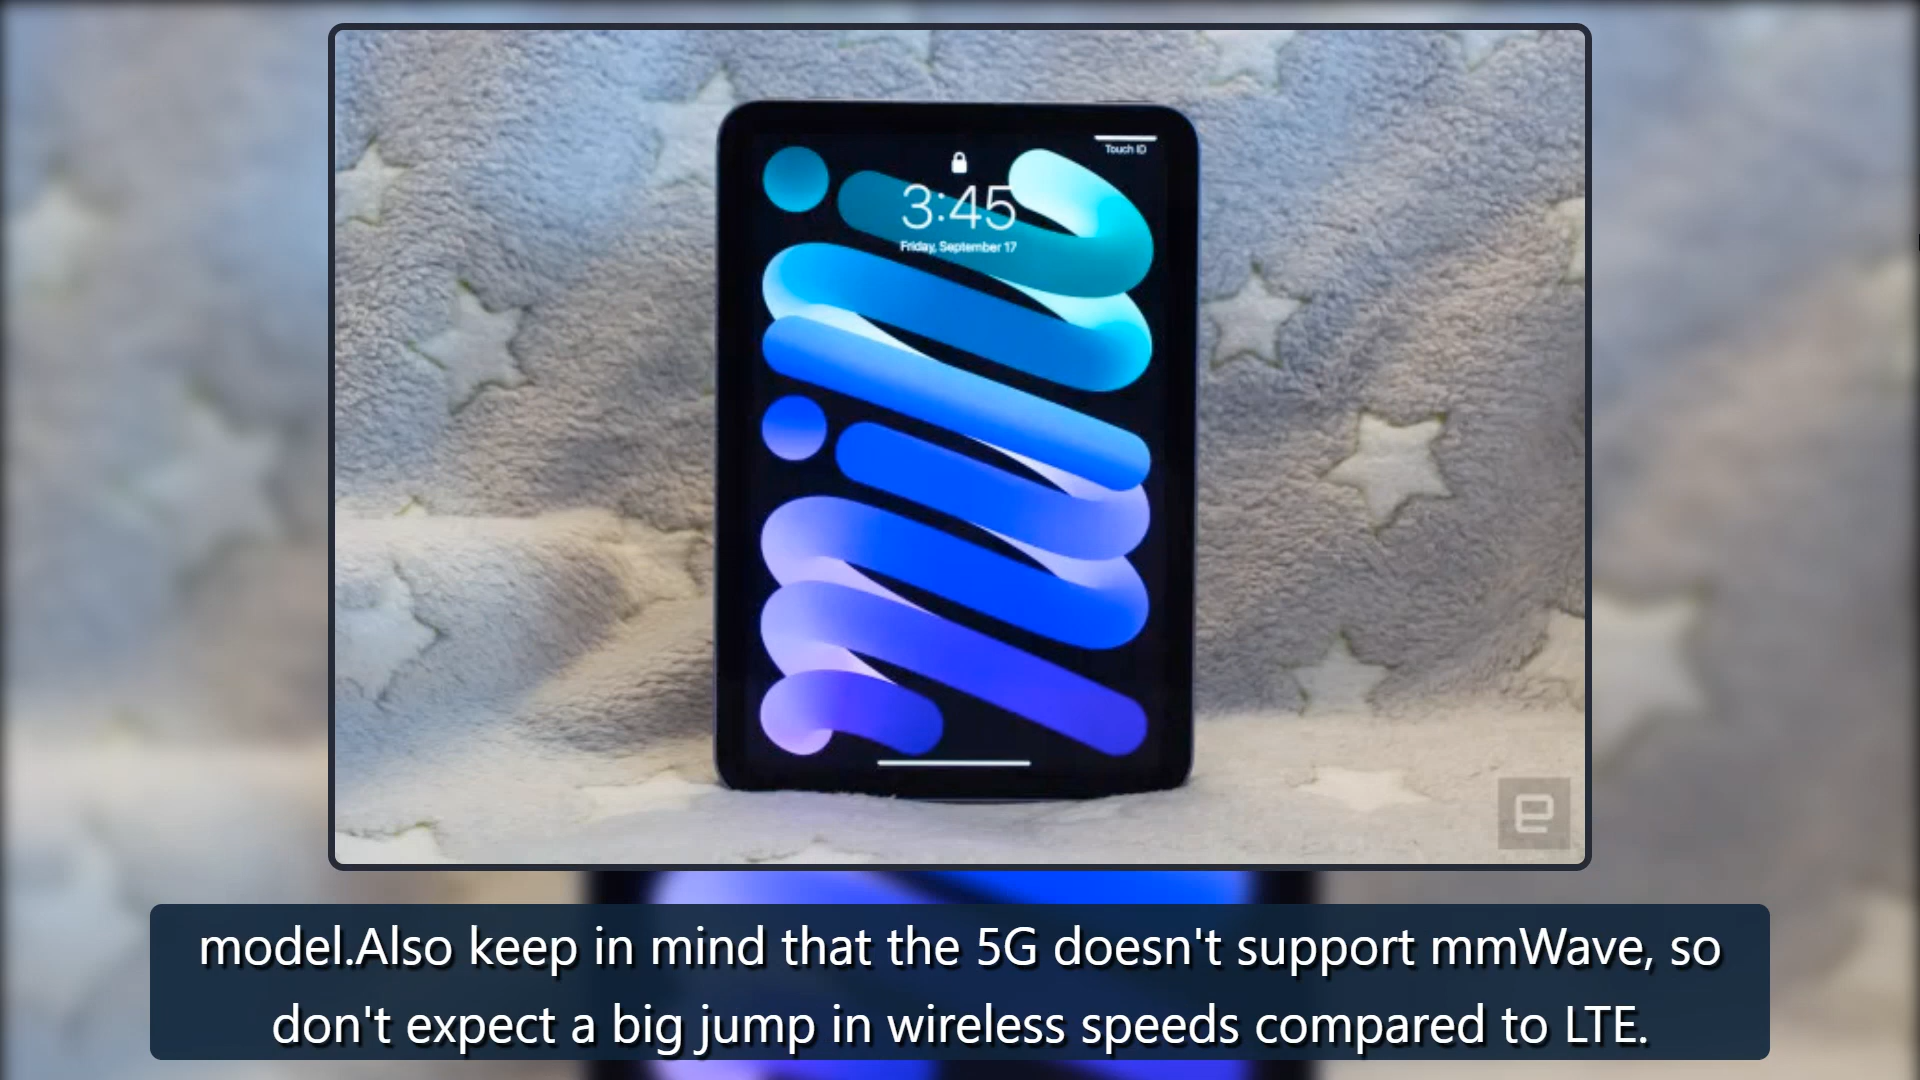 Touch ID
3:45
Friday, September 17
e
model.Also keep in mind that the 5G doesn't support mmWave, so
don't expect a big jump in wireless speeds compared to LTE.